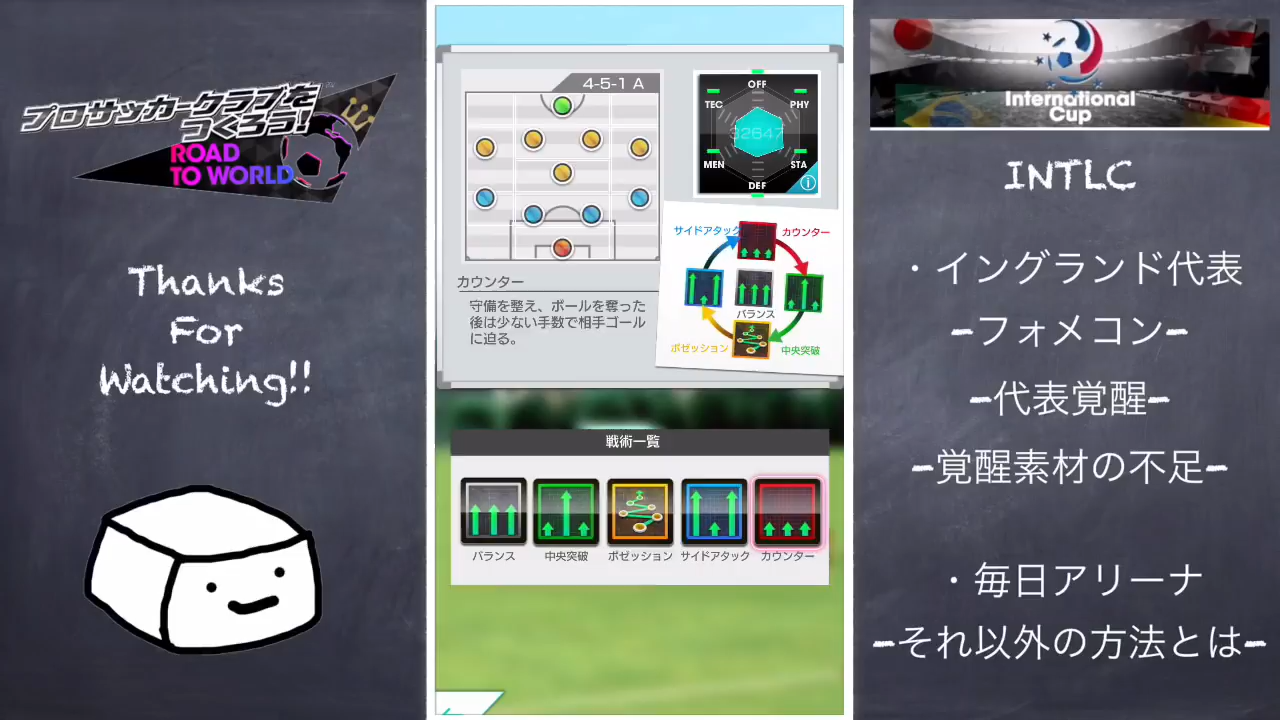 プロサッカークラブを
つくろう!
ROAD
TO WORLD
Thanks
For
Watching!!
4-5-1 A
OFF
TEC
PHY
32647
MEN
STA
DEF
カウンター
守備を整え、ボールを奪った
後は少ない手数で相手ゴール
に迫る。
サイドアタック
カウンター
バランス
ポゼッション
中央突破
戦術一覧
バランス
中央突破
ポゼッション
サイドアタック
カウンター
International
Cup
INTLC
・イングランド代表
-フォメコン-
-代表覚醒-
-覚醒素材の不足-
・毎日アリーナ
-それ以外の方法とは-